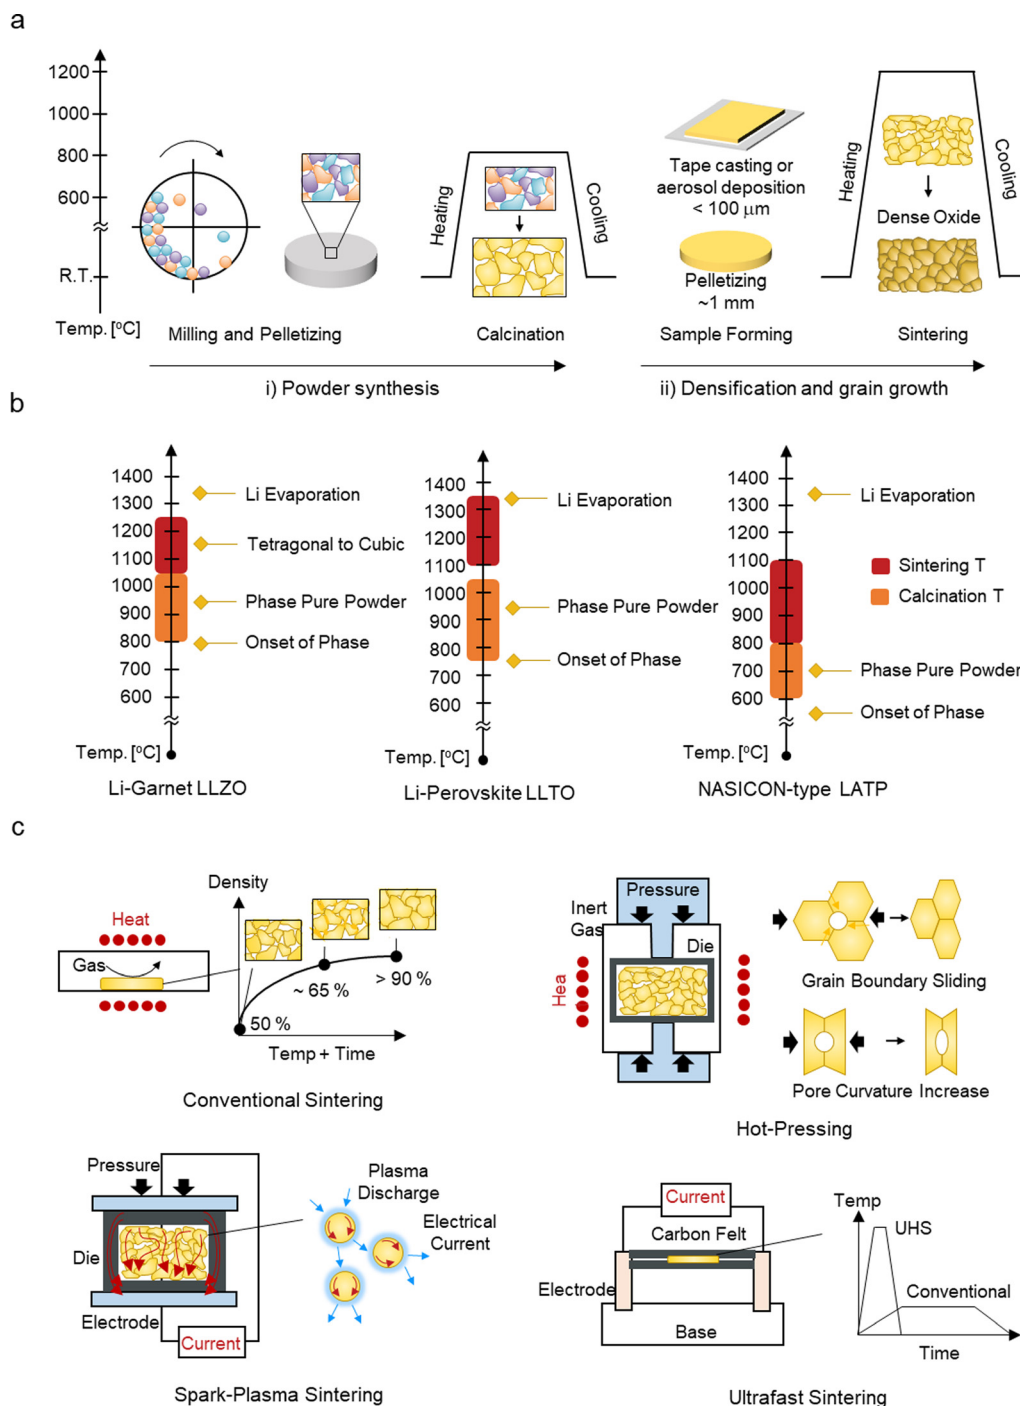 a
1200
1000
800
600
R.T.
Temp. [°C]
Heating
Cooling
Tape casting or
aerosol deposition
< 100 μm
Pelletizing
~1 mm
Heating
Cooling
Dense Oxide
Milling and Pelletizing
Calcination
Sample Forming
Sintering
i) Powder synthesis
ii) Densification and grain growth
b
1400
1300
1200
1100
1000
900
800
700
600
Temp. [°C]
Li Evaporation
Tetragonal to Cubic
Phase Pure Powder
Onset of Phase
Li-Garnet LLZO
1400
1300
1200
1100
1000
900
800
700
600
Temp. [°C]
Li Evaporation
Phase Pure Powder
Onset of Phase
Li-Perovskite LLTO
1400
1300
1200
1100
1000
900
800
700
600
Temp. [°C]
Li Evaporation
Sintering T
Calcination T
Phase Pure Powder
Onset of Phase
NASICON-type LATP
c
Heat
Gas
Density
50 %
~ 65 %
> 90 %
Temp + Time
Conventional Sintering
Pressure
Inert
Gas
Die
Hea
Grain Boundary Sliding
Pore Curvature Increase
Hot-Pressing
Pressure
Die
Electrode
Current
Plasma
Discharge
Electrical
Current
Spark-Plasma Sintering
Current
Carbon Felt
Electrode
Base
Temp
UHS
Conventional
Time
Ultrafast Sintering